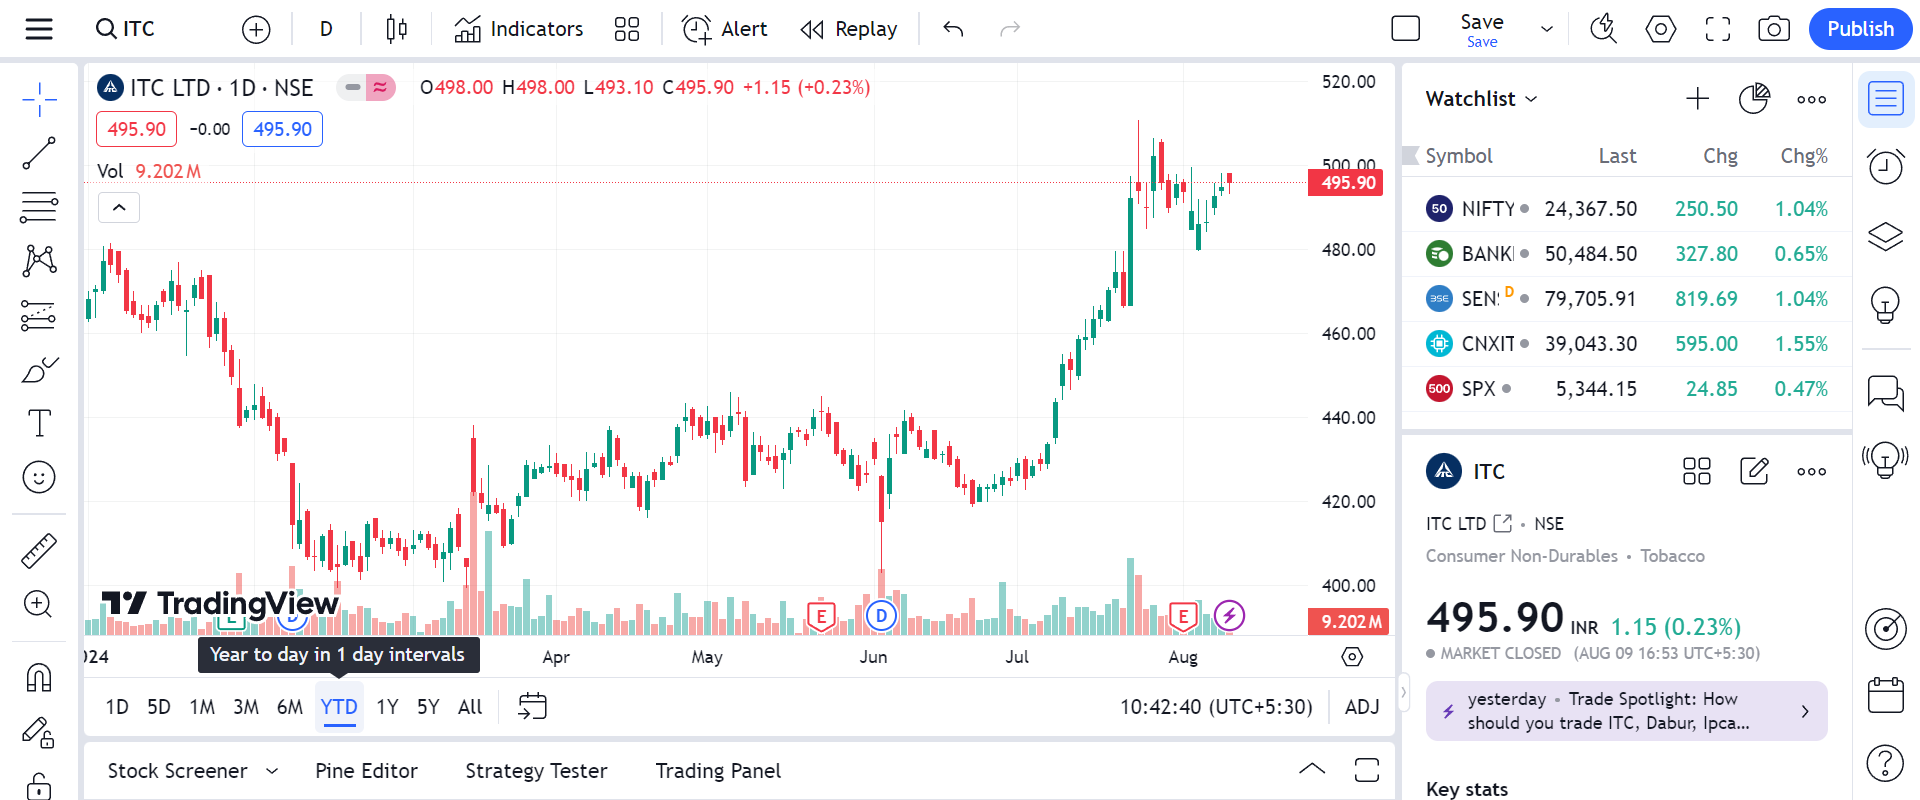 ITC
D
Indicators
Alert
Replay
Save
Save
Publish
ITC LTD · 1D · NSE
O498.00 H498.00 L493.10 C495.90 +1.15 (+0.23%)
495.90 −0.00 495.90
Vol 9.202 M
520.00
500.00
495.90
480.00
460.00
440.00
420.00
400.00
9.202 M
TradingView
E
D
E
D
E
2024 Apr May Jun Jul Aug
Year to day in 1 day intervals
1D 5D 1M 3M 6M YTD 1Y 5Y All
10:42:40 (UTC+5:30) ADJ
Stock Screener Pine Editor Strategy Tester Trading Panel
Watchlist
Symbol Last Chg Chg%
50 NIFTY 24,367.50 250.50 1.04%
BANK 50,484.50 327.80 0.65%
BSE SENS D 79,705.91 819.69 1.04%
CNXIT 39,043.30 595.00 1.55%
500 SPX 5,344.15 24.85 0.47%
ITC
ITC LTD • NSE
Consumer Non-Durables • Tobacco
495.90 INR 1.15 (0.23%)
MARKET CLOSED (AUG 09 16:53 UTC+5:30)
yesterday • Trade Spotlight: How
should you trade ITC, Dabur, Ipca...
Key stats